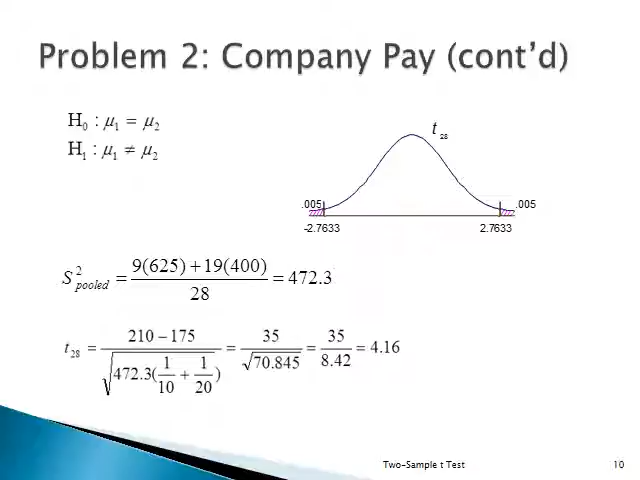 Problem 2: Company Pay (cont’d)
H₀ : μ₁ = μ₂
H₁ : μ₁ ≠ μ₂
t ₂₈
.005 .005
-2.7633 2.7633
S²pooled = (9(625) + 19(400)) / 28 = 472.3
t₂₈ = (210 − 175) / √(472.3(1/10 + 1/20)) = 35 / √70.845 = 35 / 8.42 = 4.16
Two-Sample t Test 10